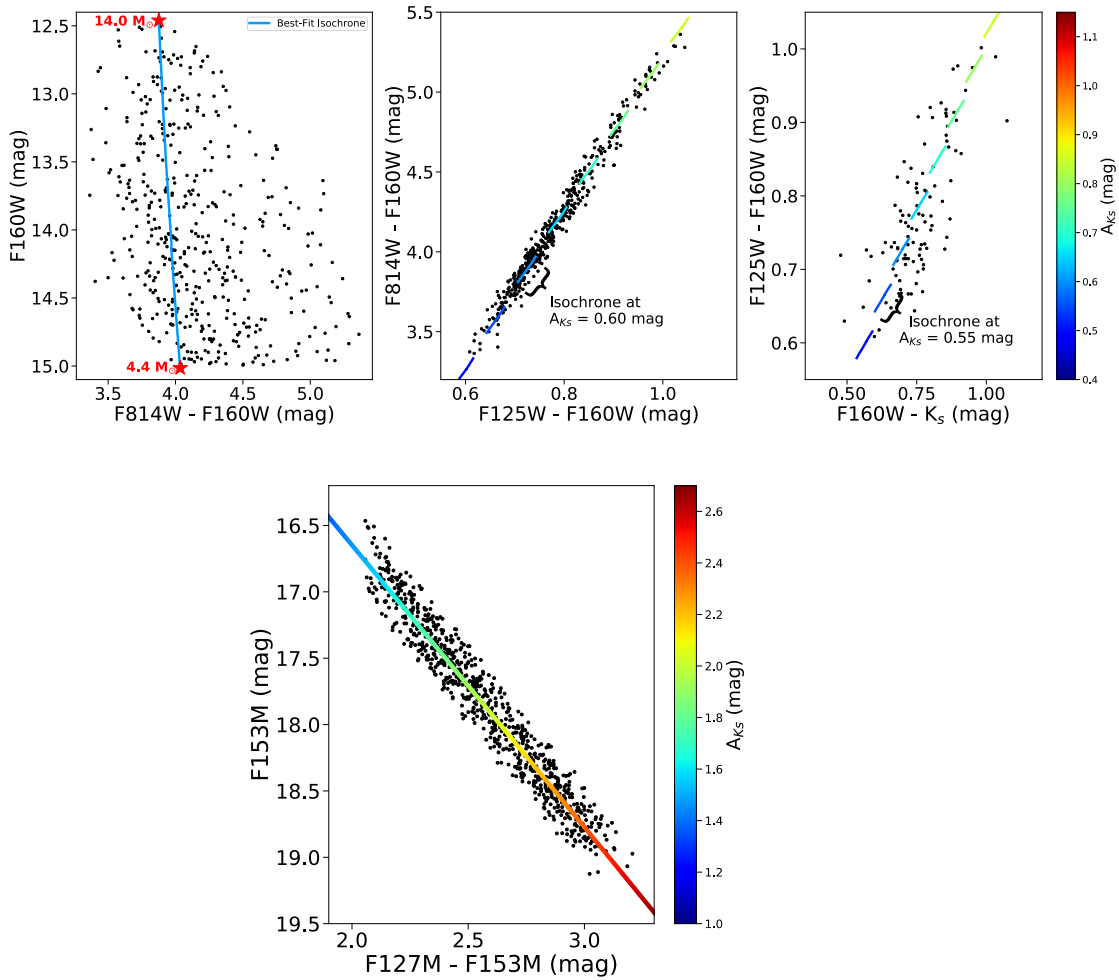 14.0 M⊙
Best-Fit Isochrone
4.4 M⊙
12.5
13.0
13.5
14.0
14.5
15.0
F160W (mag)
3.5 4.0 4.5 5.0
F814W - F160W (mag)
5.5
5.0
4.5
4.0
3.5
F814W - F160W (mag)
Isochrone at
AKs = 0.60 mag
0.6 0.8 1.0
F125W - F160W (mag)
1.0
0.9
0.8
0.7
0.6
F125W - F160W (mag)
Isochrone at
AKs = 0.55 mag
0.50 0.75 1.00
F160W - Ks (mag)
1.1
1.0
0.9
0.8
0.7
0.6
0.5
0.4
AKs (mag)
16.5
17.0
17.5
18.0
18.5
19.0
19.5
F153M (mag)
2.0 2.5 3.0
F127M - F153M (mag)
2.6
2.4
2.2
2.0
1.8
1.6
1.4
1.2
1.0
AKs (mag)